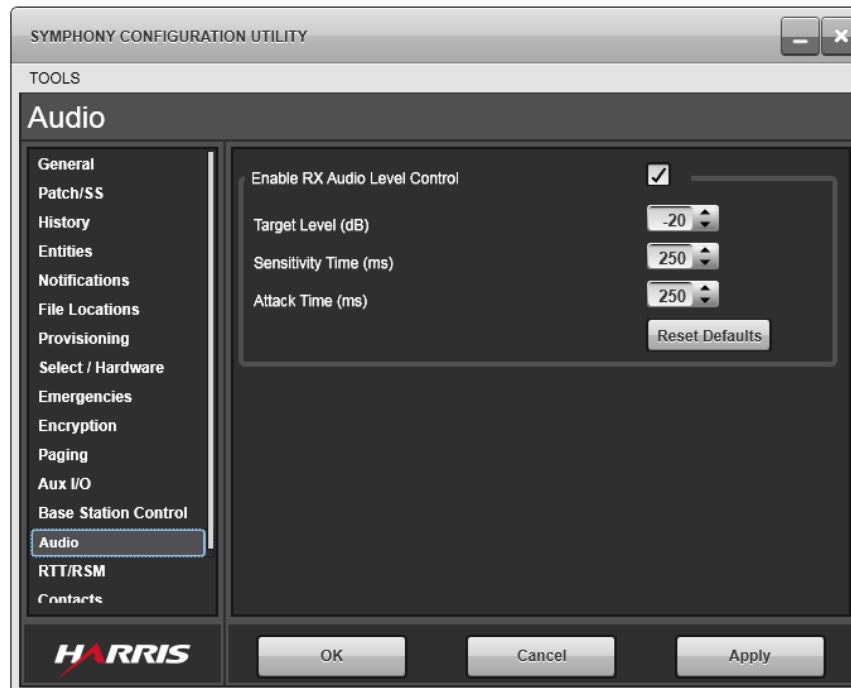 SYMPHONY CONFIGURATION UTILITY
TOOLS
Audio
General
Patch/SS
History
Entities
Notifications
File Locations
Provisioning
Select / Hardware
Emergencies
Encryption
Paging
Aux I/O
Base Station Control
Audio
RTT/RSM
Contacts
Enable RX Audio Level Control
Target Level (dB) -20
Sensitivity Time (ms) 250
Attack Time (ms) 250
Reset Defaults
HARRIS
OK Cancel Apply